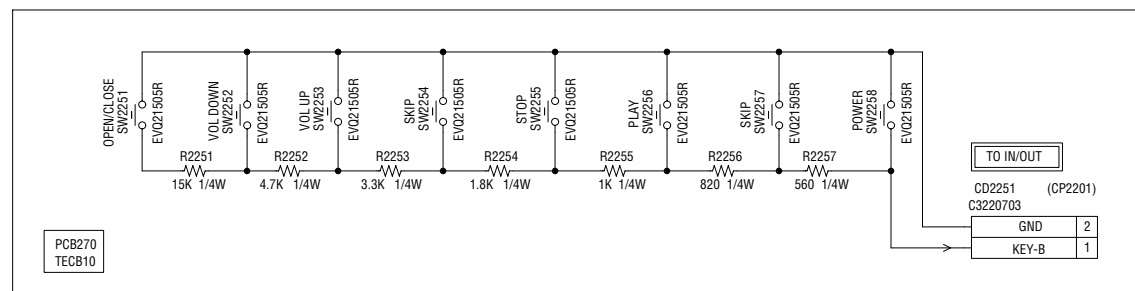 OPEN/CLOSE
SW2251
EVQ21505R
VOL.DOWN
SW2252
EVQ21505R
VOL UP
SW2253
EVQ21505R
SKIP
SW2254
EVQ21505R
STOP
SW2255
EVQ21505R
PLAY
SW2256
EVQ21505R
SKIP
SW2257
EVQ21505R
POWER
SW2258
EVQ21505R
R2251
15K 1/4W
R2252
4.7K 1/4W
R2253
3.3K 1/4W
R2254
1.8K 1/4W
R2255
1K 1/4W
R2256
820 1/4W
R2257
560 1/4W
TO IN/OUT
CD2251 (CP2201)
C3220703
GND 2
KEY-B 1
PCB270
TECB10